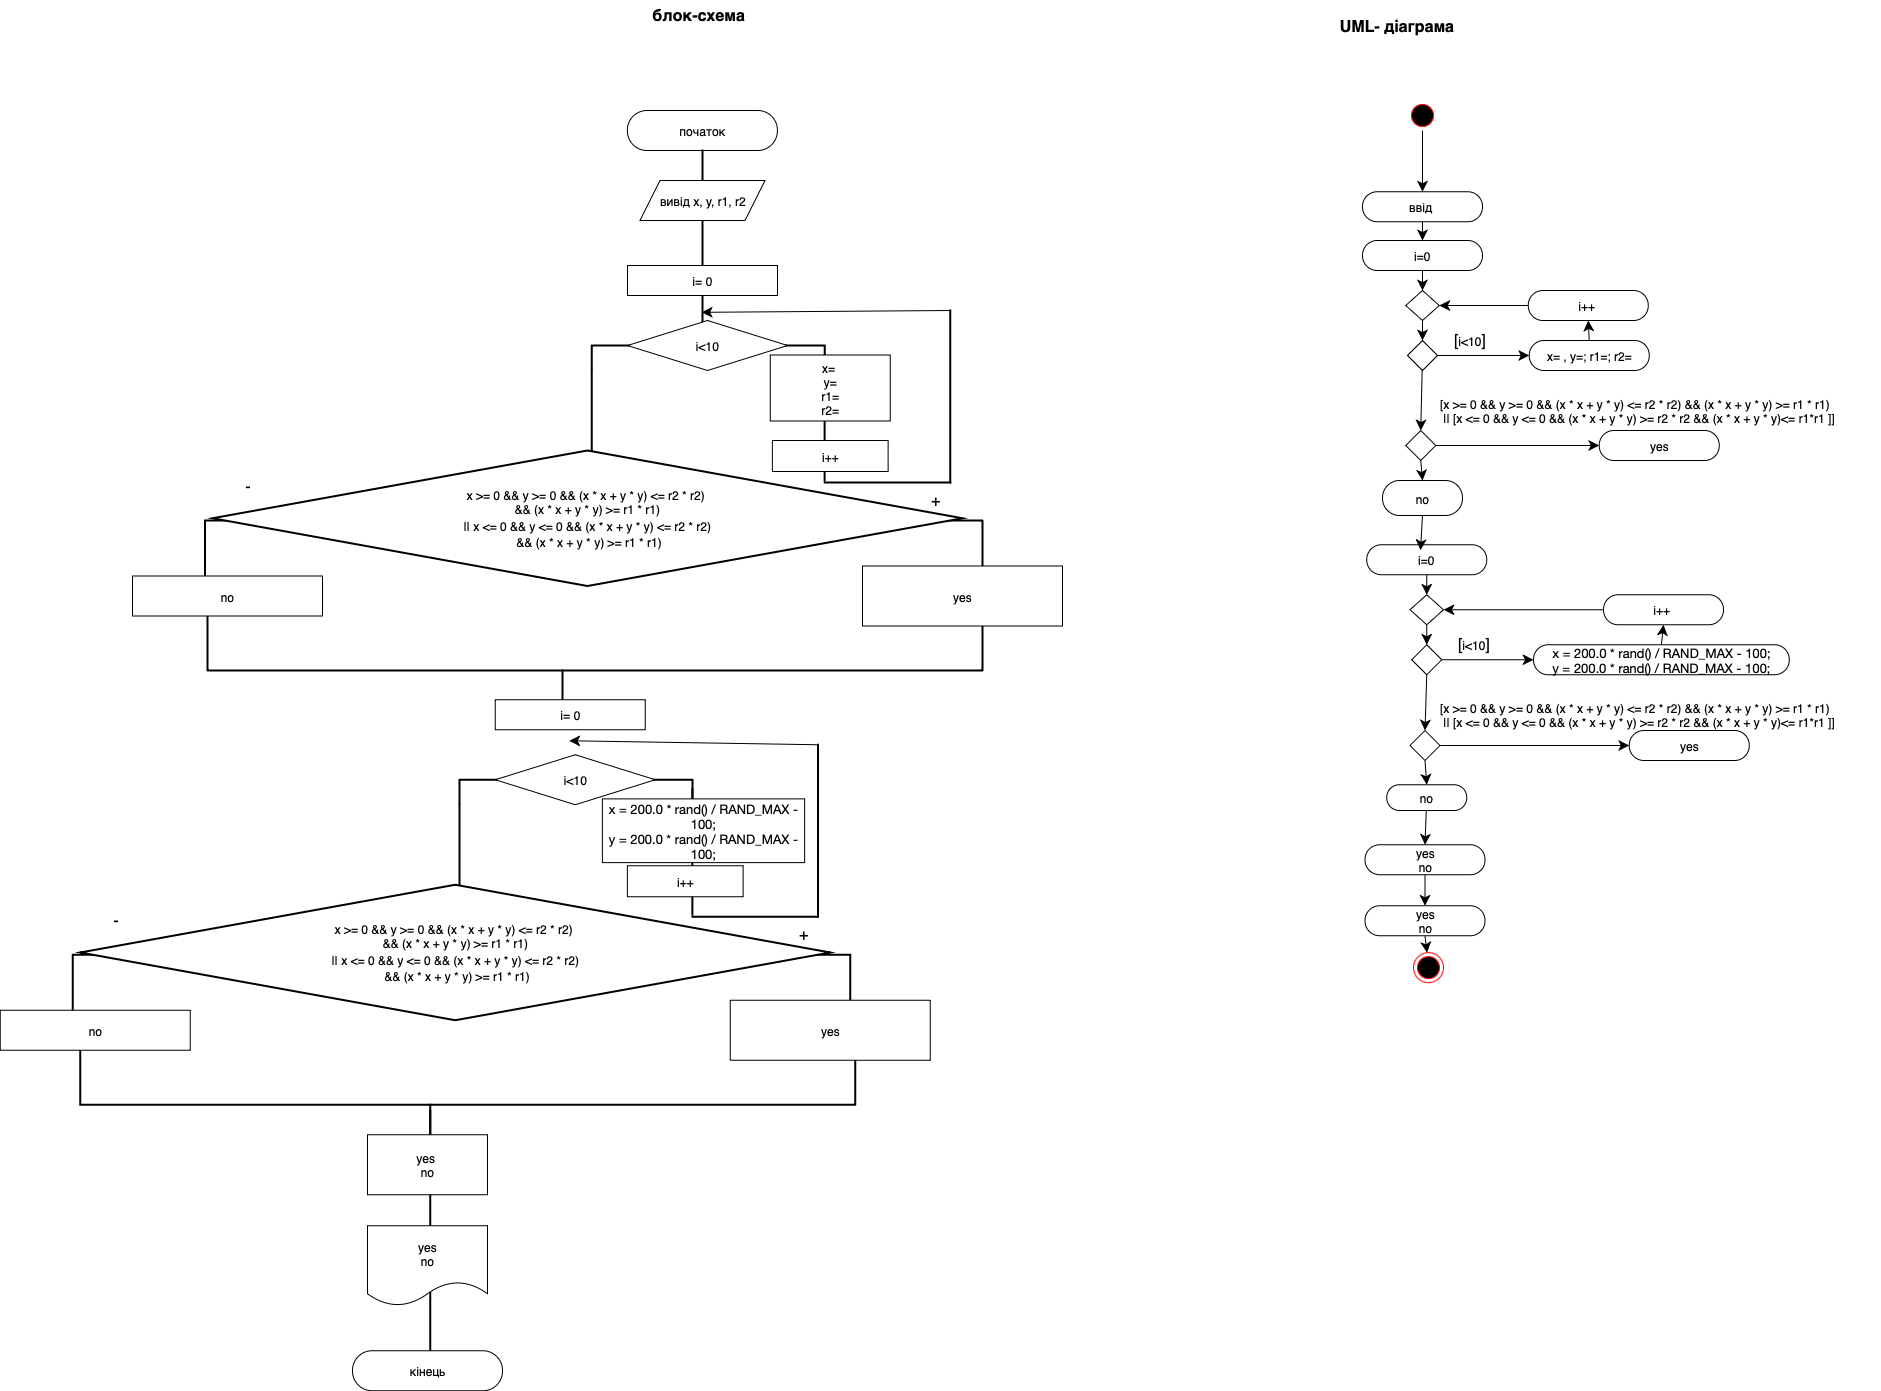 блок-схема
початок
вивід x, y, r1, r2
i= 0
i<10
x=
y=
r1=
r2=
i++
-
+
x >= 0 && y >= 0 && (x * x + y * y) <= r2 * r2)
&& (x * x + y * y) >= r1 * r1)
|| x <= 0 && y <= 0 && (x * x + y * y) <= r2 * r2)
&& (x * x + y * y) >= r1 * r1)
no
yes
i= 0
i<10
x = 200.0 * rand() / RAND_MAX -
100;
y = 200.0 * rand() / RAND_MAX -
100;
i++
-
+
x >= 0 && y >= 0 && (x * x + y * y) <= r2 * r2)
&& (x * x + y * y) >= r1 * r1)
|| x <= 0 && y <= 0 && (x * x + y * y) <= r2 * r2)
&& (x * x + y * y) >= r1 * r1)
no
yes
yes
no
yes
no
кінець
UML- діаграма
ввід
i=0
i++
[i<10]
x= , y=; r1=; r2=
[x >= 0 && y >= 0 && (x * x + y * y) <= r2 * r2) && (x * x + y * y) >= r1 * r1)
|| [x <= 0 && y <= 0 && (x * x + y * y) >= r2 * r2 && (x * x + y * y)<= r1*r1 ]]
yes
no
i=0
i++
[i<10]
x = 200.0 * rand() / RAND_MAX - 100;
y = 200.0 * rand() / RAND_MAX - 100;
[x >= 0 && y >= 0 && (x * x + y * y) <= r2 * r2) && (x * x + y * y) >= r1 * r1)
|| [x <= 0 && y <= 0 && (x * x + y * y) >= r2 * r2 && (x * x + y * y)<= r1*r1 ]]
yes
no
yes
no
yes
no